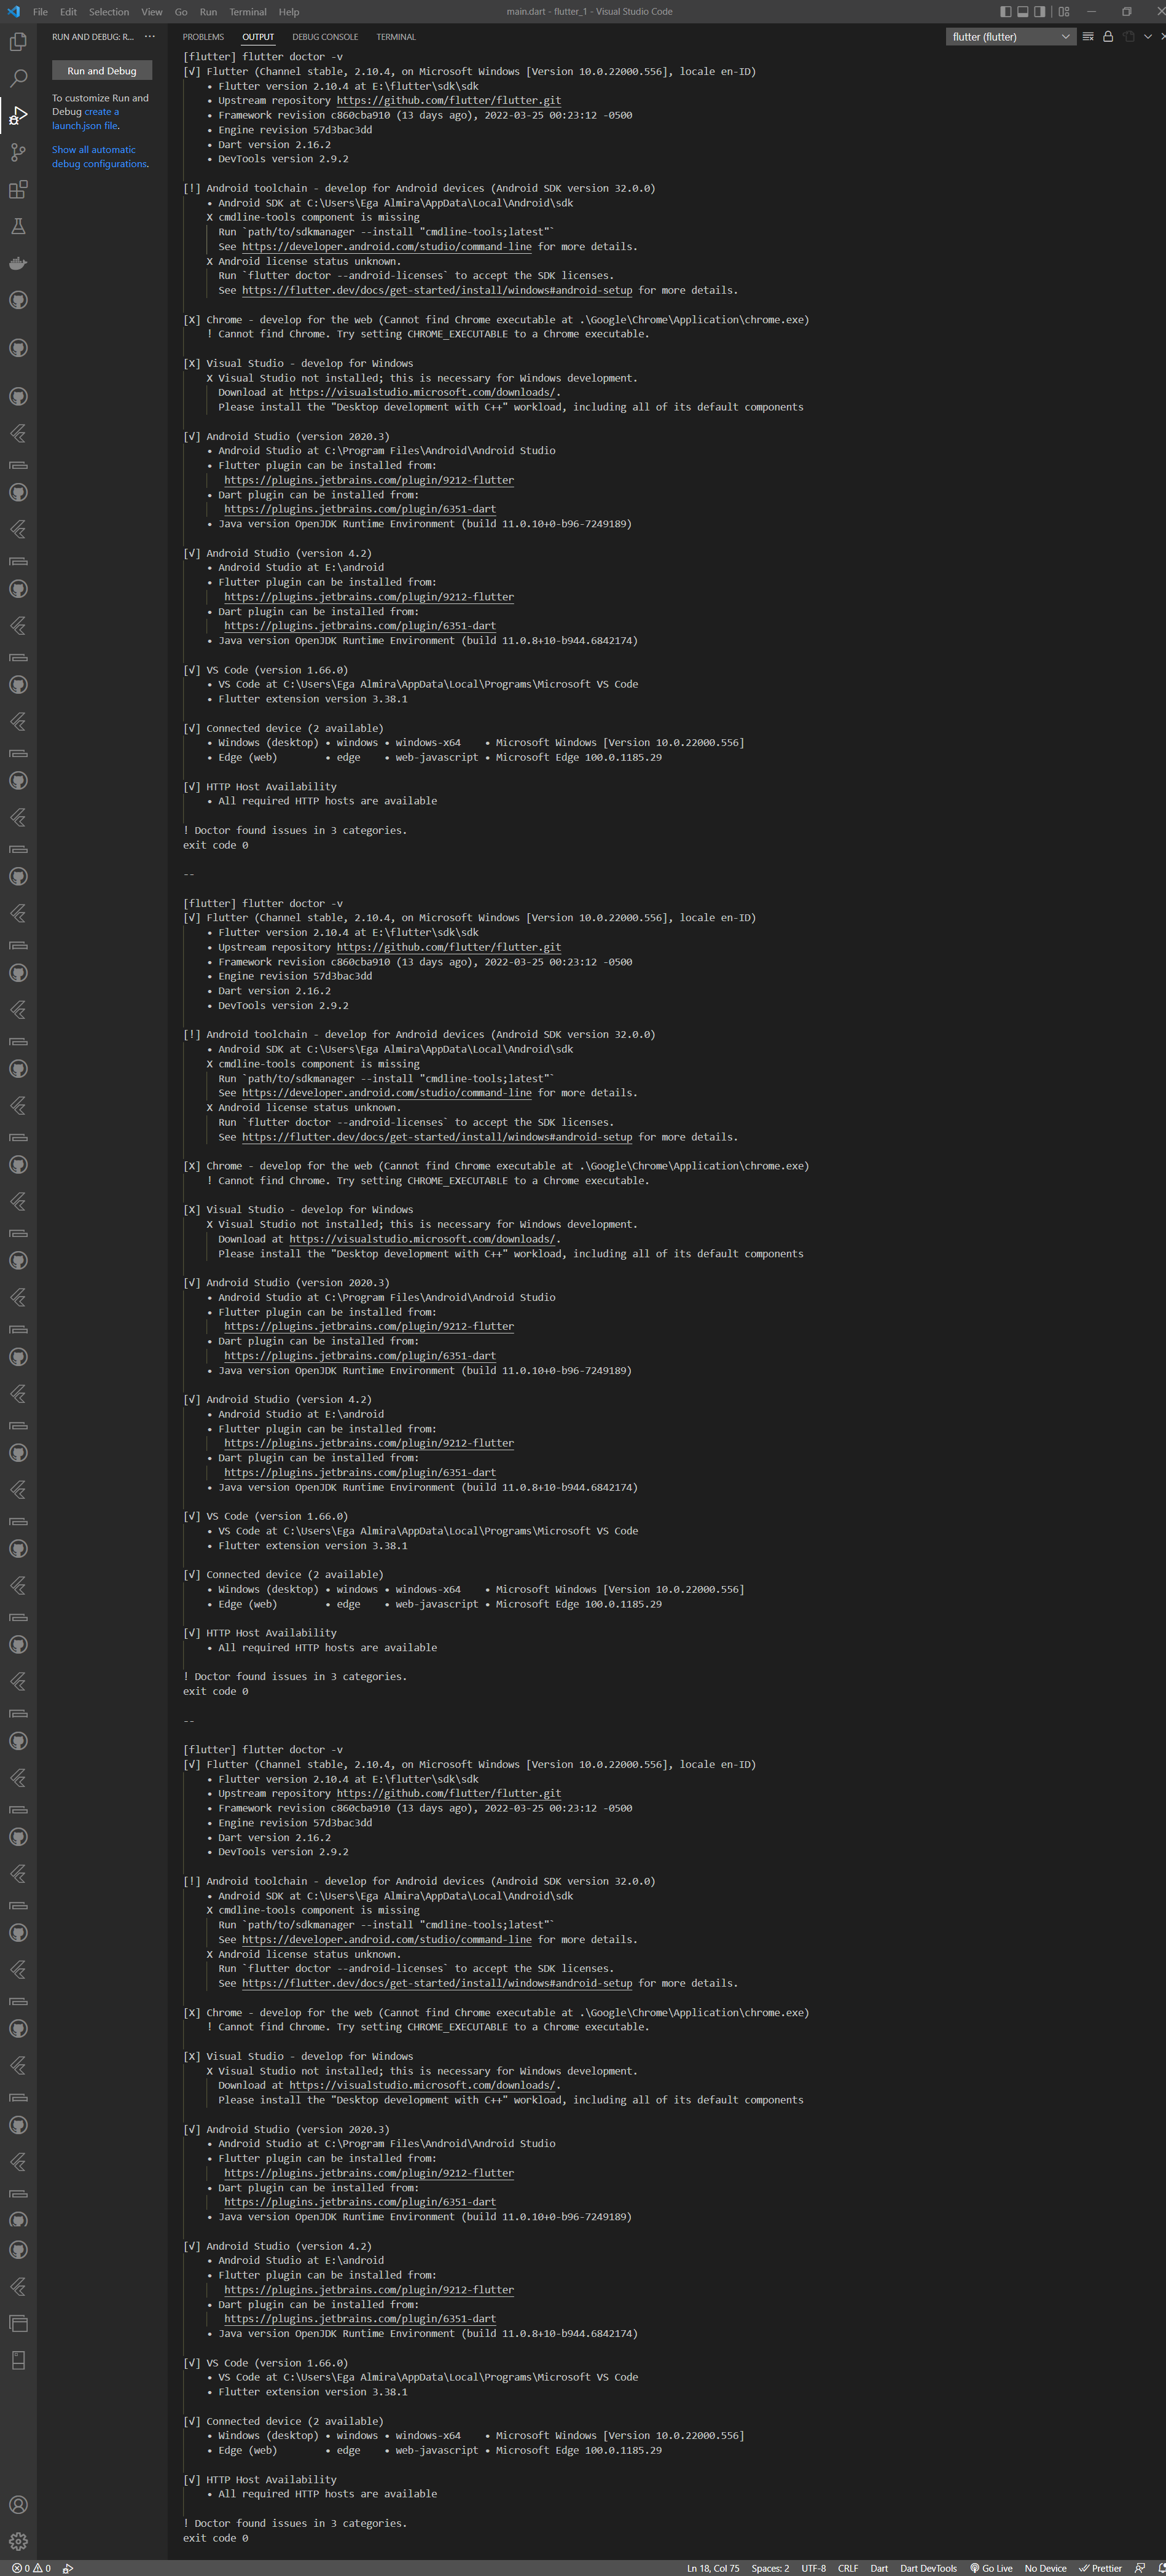 File Edit Selection View Go Run Terminal Help
main.dart - flutter_1 - Visual Studio Code
RUN AND DEBUG: R... ···
Run and Debug
To customize Run and
Debug create a
launch.json file.
Show all automatic
debug configurations.
PROBLEMS OUTPUT DEBUG CONSOLE TERMINAL
flutter (flutter)
[flutter] flutter doctor -v
[√] Flutter (Channel stable, 2.10.4, on Microsoft Windows [Version 10.0.22000.556], locale en-ID)
• Flutter version 2.10.4 at E:\flutter\sdk\sdk
• Upstream repository https://github.com/flutter/flutter.git
• Framework revision c860cba910 (13 days ago), 2022-03-25 00:23:12 -0500
• Engine revision 57d3bac3dd
• Dart version 2.16.2
• DevTools version 2.9.2
[!] Android toolchain - develop for Android devices (Android SDK version 32.0.0)
• Android SDK at C:\Users\Ega Almira\AppData\Local\Android\sdk
X cmdline-tools component is missing
Run `path/to/sdkmanager --install "cmdline-tools;latest"`
See https://developer.android.com/studio/command-line for more details.
X Android license status unknown.
Run `flutter doctor --android-licenses` to accept the SDK licenses.
See https://flutter.dev/docs/get-started/install/windows#android-setup for more details.
[X] Chrome - develop for the web (Cannot find Chrome executable at .\Google\Chrome\Application\chrome.exe)
! Cannot find Chrome. Try setting CHROME_EXECUTABLE to a Chrome executable.
[X] Visual Studio - develop for Windows
X Visual Studio not installed; this is necessary for Windows development.
Download at https://visualstudio.microsoft.com/downloads/.
Please install the "Desktop development with C++" workload, including all of its default components
[√] Android Studio (version 2020.3)
• Android Studio at C:\Program Files\Android\Android Studio
• Flutter plugin can be installed from:
https://plugins.jetbrains.com/plugin/9212-flutter
• Dart plugin can be installed from:
https://plugins.jetbrains.com/plugin/6351-dart
• Java version OpenJDK Runtime Environment (build 11.0.10+0-b96-7249189)
[√] Android Studio (version 4.2)
• Android Studio at E:\android
• Flutter plugin can be installed from:
https://plugins.jetbrains.com/plugin/9212-flutter
• Dart plugin can be installed from:
https://plugins.jetbrains.com/plugin/6351-dart
• Java version OpenJDK Runtime Environment (build 11.0.8+10-b944.6842174)
[√] VS Code (version 1.66.0)
• VS Code at C:\Users\Ega Almira\AppData\Local\Programs\Microsoft VS Code
• Flutter extension version 3.38.1
[√] Connected device (2 available)
• Windows (desktop) • windows • windows-x64 • Microsoft Windows [Version 10.0.22000.556]
• Edge (web) • edge • web-javascript • Microsoft Edge 100.0.1185.29
[√] HTTP Host Availability
• All required HTTP hosts are available
! Doctor found issues in 3 categories.
exit code 0
--
[flutter] flutter doctor -v
[√] Flutter (Channel stable, 2.10.4, on Microsoft Windows [Version 10.0.22000.556], locale en-ID)
• Flutter version 2.10.4 at E:\flutter\sdk\sdk
• Upstream repository https://github.com/flutter/flutter.git
• Framework revision c860cba910 (13 days ago), 2022-03-25 00:23:12 -0500
• Engine revision 57d3bac3dd
• Dart version 2.16.2
• DevTools version 2.9.2
[!] Android toolchain - develop for Android devices (Android SDK version 32.0.0)
• Android SDK at C:\Users\Ega Almira\AppData\Local\Android\sdk
X cmdline-tools component is missing
Run `path/to/sdkmanager --install "cmdline-tools;latest"`
See https://developer.android.com/studio/command-line for more details.
X Android license status unknown.
Run `flutter doctor --android-licenses` to accept the SDK licenses.
See https://flutter.dev/docs/get-started/install/windows#android-setup for more details.
[X] Chrome - develop for the web (Cannot find Chrome executable at .\Google\Chrome\Application\chrome.exe)
! Cannot find Chrome. Try setting CHROME_EXECUTABLE to a Chrome executable.
[X] Visual Studio - develop for Windows
X Visual Studio not installed; this is necessary for Windows development.
Download at https://visualstudio.microsoft.com/downloads/.
Please install the "Desktop development with C++" workload, including all of its default components
[√] Android Studio (version 2020.3)
• Android Studio at C:\Program Files\Android\Android Studio
• Flutter plugin can be installed from:
https://plugins.jetbrains.com/plugin/9212-flutter
• Dart plugin can be installed from:
https://plugins.jetbrains.com/plugin/6351-dart
• Java version OpenJDK Runtime Environment (build 11.0.10+0-b96-7249189)
[√] Android Studio (version 4.2)
• Android Studio at E:\android
• Flutter plugin can be installed from:
https://plugins.jetbrains.com/plugin/9212-flutter
• Dart plugin can be installed from:
https://plugins.jetbrains.com/plugin/6351-dart
• Java version OpenJDK Runtime Environment (build 11.0.8+10-b944.6842174)
[√] VS Code (version 1.66.0)
• VS Code at C:\Users\Ega Almira\AppData\Local\Programs\Microsoft VS Code
• Flutter extension version 3.38.1
[√] Connected device (2 available)
• Windows (desktop) • windows • windows-x64 • Microsoft Windows [Version 10.0.22000.556]
• Edge (web) • edge • web-javascript • Microsoft Edge 100.0.1185.29
[√] HTTP Host Availability
• All required HTTP hosts are available
! Doctor found issues in 3 categories.
exit code 0
--
[flutter] flutter doctor -v
[√] Flutter (Channel stable, 2.10.4, on Microsoft Windows [Version 10.0.22000.556], locale en-ID)
• Flutter version 2.10.4 at E:\flutter\sdk\sdk
• Upstream repository https://github.com/flutter/flutter.git
• Framework revision c860cba910 (13 days ago), 2022-03-25 00:23:12 -0500
• Engine revision 57d3bac3dd
• Dart version 2.16.2
• DevTools version 2.9.2
[!] Android toolchain - develop for Android devices (Android SDK version 32.0.0)
• Android SDK at C:\Users\Ega Almira\AppData\Local\Android\sdk
X cmdline-tools component is missing
Run `path/to/sdkmanager --install "cmdline-tools;latest"`
See https://developer.android.com/studio/command-line for more details.
X Android license status unknown.
Run `flutter doctor --android-licenses` to accept the SDK licenses.
See https://flutter.dev/docs/get-started/install/windows#android-setup for more details.
[X] Chrome - develop for the web (Cannot find Chrome executable at .\Google\Chrome\Application\chrome.exe)
! Cannot find Chrome. Try setting CHROME_EXECUTABLE to a Chrome executable.
[X] Visual Studio - develop for Windows
X Visual Studio not installed; this is necessary for Windows development.
Download at https://visualstudio.microsoft.com/downloads/.
Please install the "Desktop development with C++" workload, including all of its default components
[√] Android Studio (version 2020.3)
• Android Studio at C:\Program Files\Android\Android Studio
• Flutter plugin can be installed from:
https://plugins.jetbrains.com/plugin/9212-flutter
• Dart plugin can be installed from:
https://plugins.jetbrains.com/plugin/6351-dart
• Java version OpenJDK Runtime Environment (build 11.0.10+0-b96-7249189)
[√] Android Studio (version 4.2)
• Android Studio at E:\android
• Flutter plugin can be installed from:
https://plugins.jetbrains.com/plugin/9212-flutter
• Dart plugin can be installed from:
https://plugins.jetbrains.com/plugin/6351-dart
• Java version OpenJDK Runtime Environment (build 11.0.8+10-b944.6842174)
[√] VS Code (version 1.66.0)
• VS Code at C:\Users\Ega Almira\AppData\Local\Programs\Microsoft VS Code
• Flutter extension version 3.38.1
[√] Connected device (2 available)
• Windows (desktop) • windows • windows-x64 • Microsoft Windows [Version 10.0.22000.556]
• Edge (web) • edge • web-javascript • Microsoft Edge 100.0.1185.29
[√] HTTP Host Availability
• All required HTTP hosts are available
! Doctor found issues in 3 categories.
exit code 0
0 0 Ln 18, Col 75 Spaces: 2 UTF-8 CRLF Dart Dart DevTools Go Live No Device Prettier